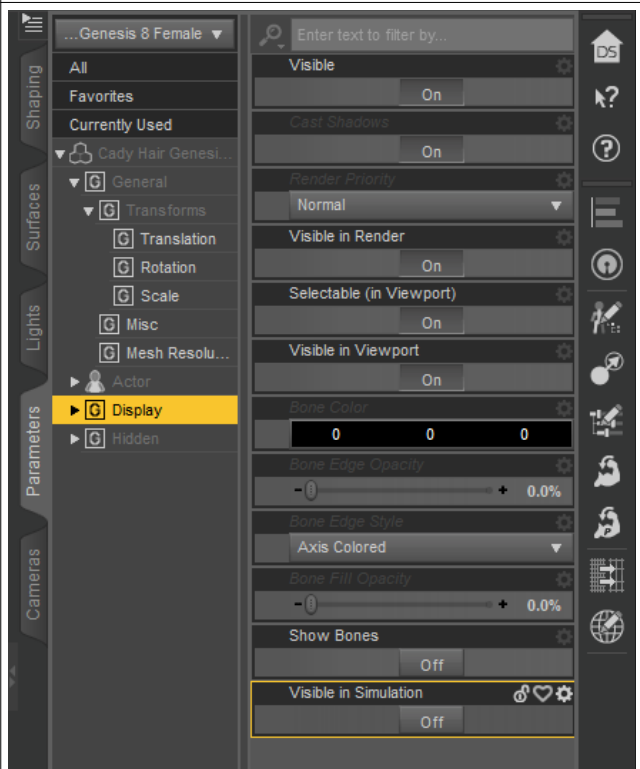 ...Genesis 8 Female
Enter text to filter by...
DS
Shaping
Surfaces
Lights
Parameters
Cameras
All
Favorites
Currently Used
Cady Hair Genesi...
G General
G Transforms
G Translation
G Rotation
G Scale
G Misc
G Mesh Resolu...
Actor
G Display
G Hidden
Visible
On
Cast Shadows
On
Render Priority
Normal
Visible in Render
On
Selectable (in Viewport)
On
Visible in Viewport
On
Bone Color
0 0 0
Bone Edge Opacity
- + 0.0%
Bone Edge Style
Axis Colored
Bone Fill Opacity
- + 0.0%
Show Bones
Off
Visible in Simulation
Off
?
?
P